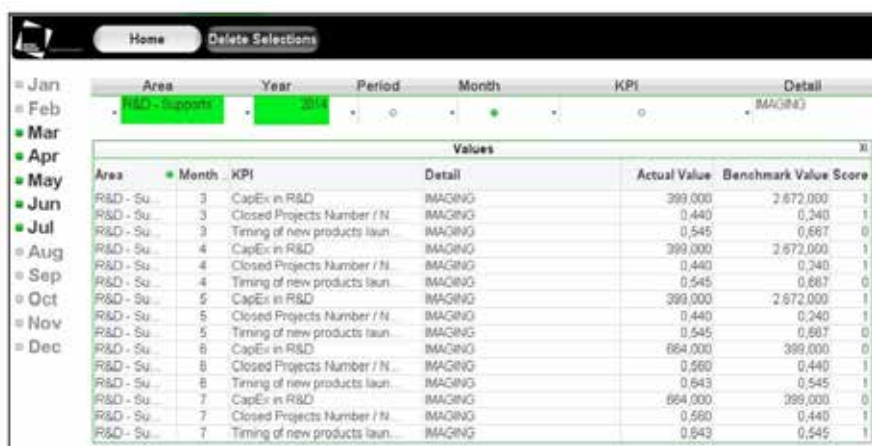 Home Delete Selections
Jan
Feb
Mar
Apr
May
Jun
Jul
Aug
Sep
Oct
Nov
Dec
Area Year Period Month KPI Detail
R&D - Supports 2014 IMAGING
Values
Area Month KPI Detail Actual Value Benchmark Value Score
R&D - Su... 3 CapEx in R&D IMAGING 399,000 2.672,000 1
R&D - Su... 3 Closed Projects Number / N... IMAGING 0,440 0,240 1
R&D - Su... 3 Timing of new products laun... IMAGING 0,545 0,667 0
R&D - Su... 4 CapEx in R&D IMAGING 399,000 2.672,000 1
R&D - Su... 4 Closed Projects Number / N... IMAGING 0,440 0,240 1
R&D - Su... 4 Timing of new products laun... IMAGING 0,545 0,667 0
R&D - Su... 5 CapEx in R&D IMAGING 399,000 2.672,000 1
R&D - Su... 5 Closed Projects Number / N... IMAGING 0,440 0,240 1
R&D - Su... 5 Timing of new products laun... IMAGING 0,545 0,667 0
R&D - Su... 6 CapEx in R&D IMAGING 664,000 399,000 0
R&D - Su... 6 Closed Projects Number / N... IMAGING 0,560 0,440 1
R&D - Su... 6 Timing of new products laun... IMAGING 0,643 0,545 1
R&D - Su... 7 CapEx in R&D IMAGING 664,000 399,000 0
R&D - Su... 7 Closed Projects Number / N... IMAGING 0,560 0,440 1
R&D - Su... 7 Timing of new products laun... IMAGING 0,643 0,545 1